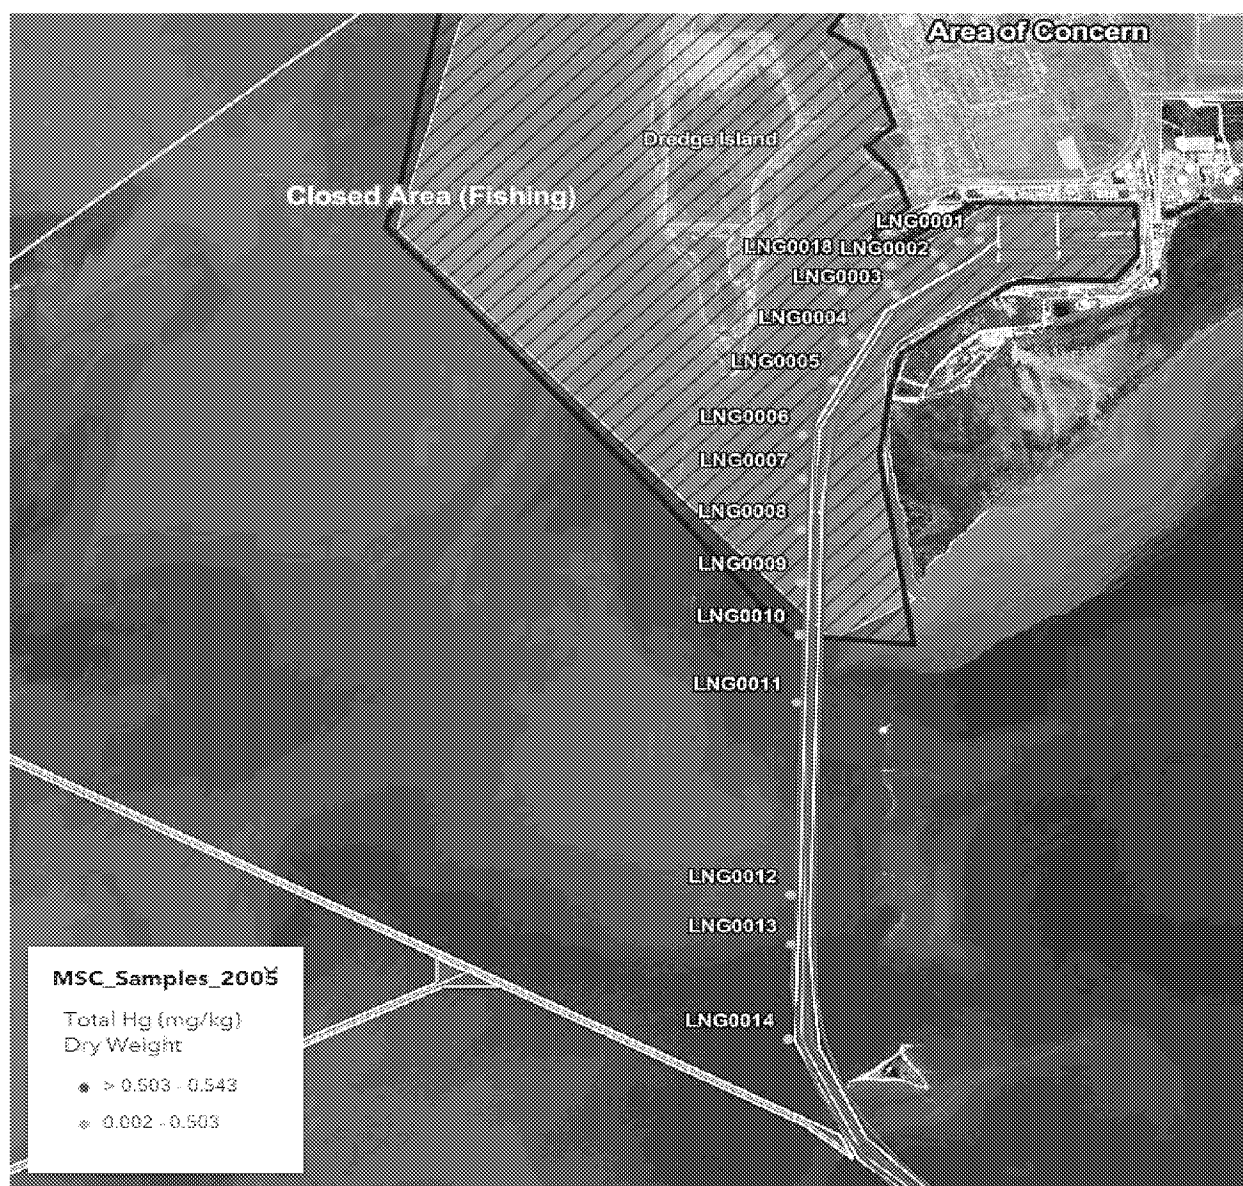 Area of Concern
Dredge Island
Closed Area (Fishing)
LNG0001
LNG0018 LNG0002
LNG0003
LNG0004
LNG0005
LNG0006
LNG0007
LNG0008
LNG0009
LNG0010
LNG0011
LNG0012
LNG0013
LNG0014
MSC_Samples_2005
Total Hg (mg/kg)
Dry Weight
> 0.503 - 0.543
0.002 - 0.503